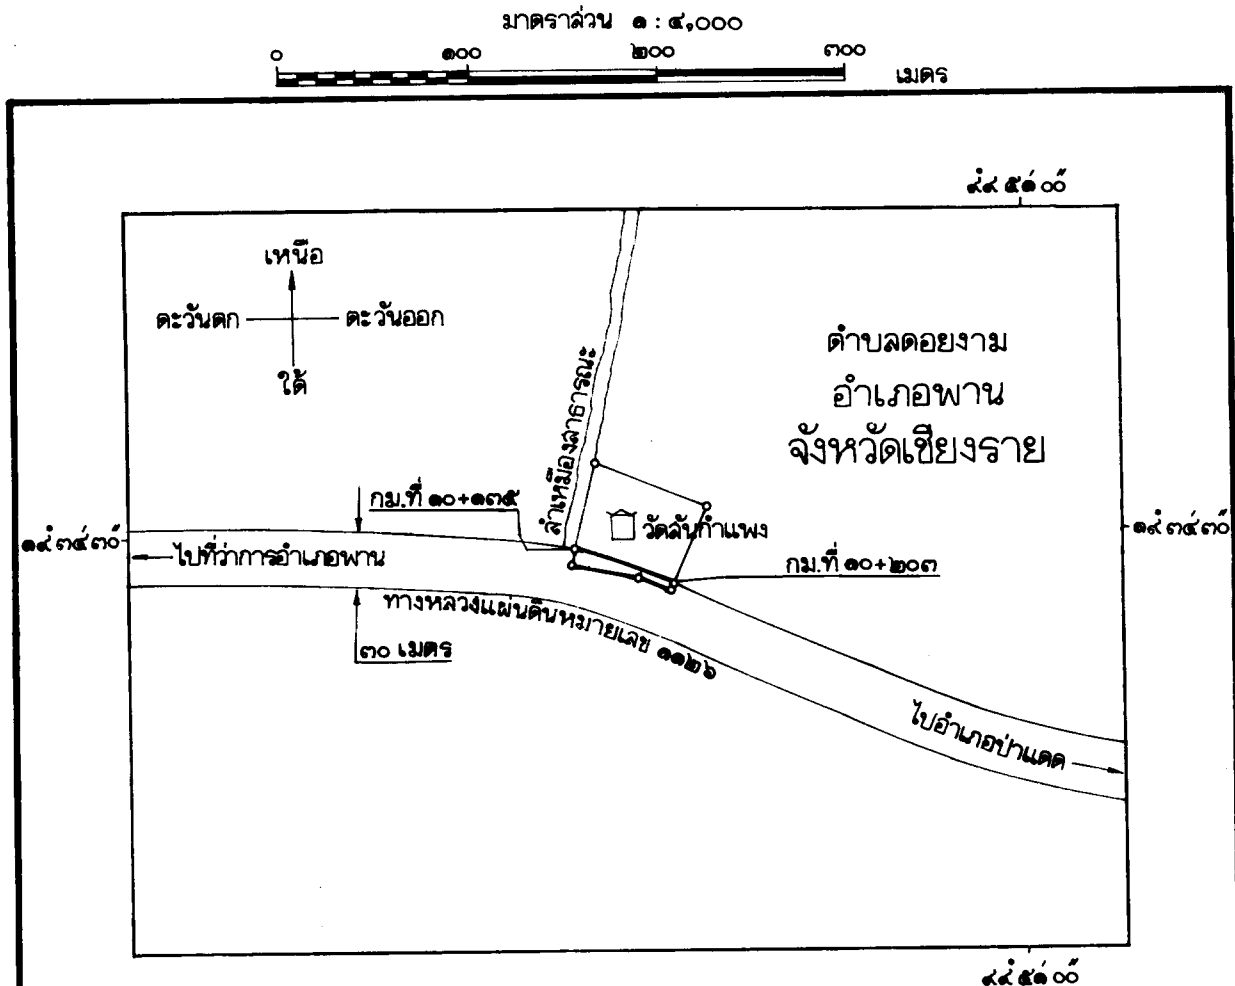 มาตราส่วน ๑ : ๔,๐๐๐
๐ ๑๐๐ ๒๐๐ ๓๐๐
เมตร
๙๙° ๕๑′ ๐๐″
เหนือ
ตะวันตก ตะวันออก
ใต้
ตำบลดอยงาม
อำเภอพาน
จังหวัดเชียงราย
ลำเหมืองสาธารณะ
กม.ที่ ๑๐+๑๓๕
วัดสันกำแพง
๑๙° ๓๔′ ๓๐″
๑๙° ๓๔′ ๓๐″
ไปที่ว่าการอำเภอพาน
กม.ที่ ๑๐+๒๐๓
ทางหลวงแผ่นดินหมายเลข ๑๑๒๖
๓๐ เมตร
ไปอำเภอป่าแดด
๙๙° ๕๑′ ๐๐″